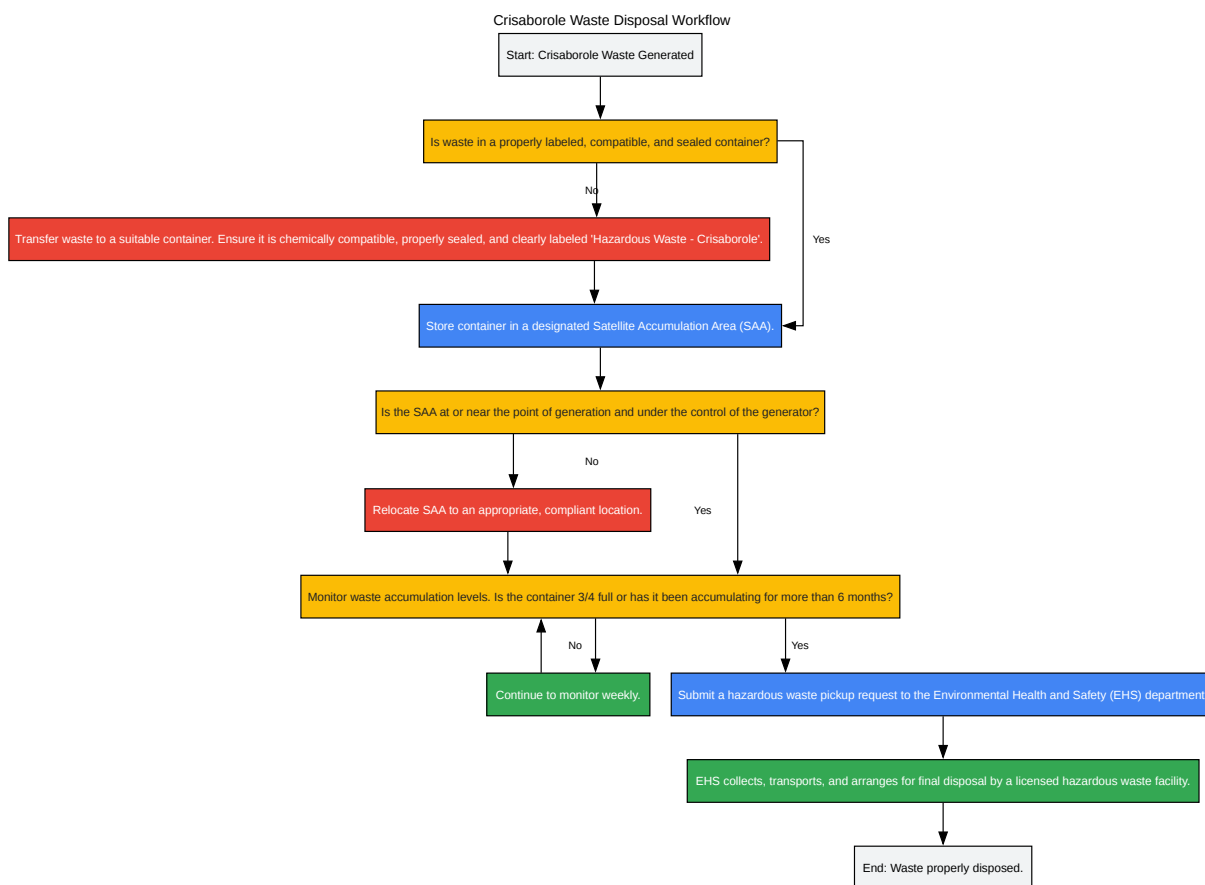 Crisaborole Waste Disposal Workflow
Start: Crisaborole Waste Generated
Is waste in a properly labeled, compatible, and sealed container?
No
Transfer waste to a suitable container. Ensure it is chemically compatible, properly sealed, and clearly labeled 'Hazardous Waste - Crisaborole'.
Yes
Store container in a designated Satellite Accumulation Area (SAA).
Is the SAA at or near the point of generation and under the control of the generator?
No
Relocate SAA to an appropriate, compliant location.
Yes
Monitor waste accumulation levels. Is the container 3/4 full or has it been accumulating for more than 6 months?
No
Yes
Continue to monitor weekly.
Submit a hazardous waste pickup request to the Environmental Health and Safety (EHS) department
EHS collects, transports, and arranges for final disposal by a licensed hazardous waste facility.
End: Waste properly disposed.